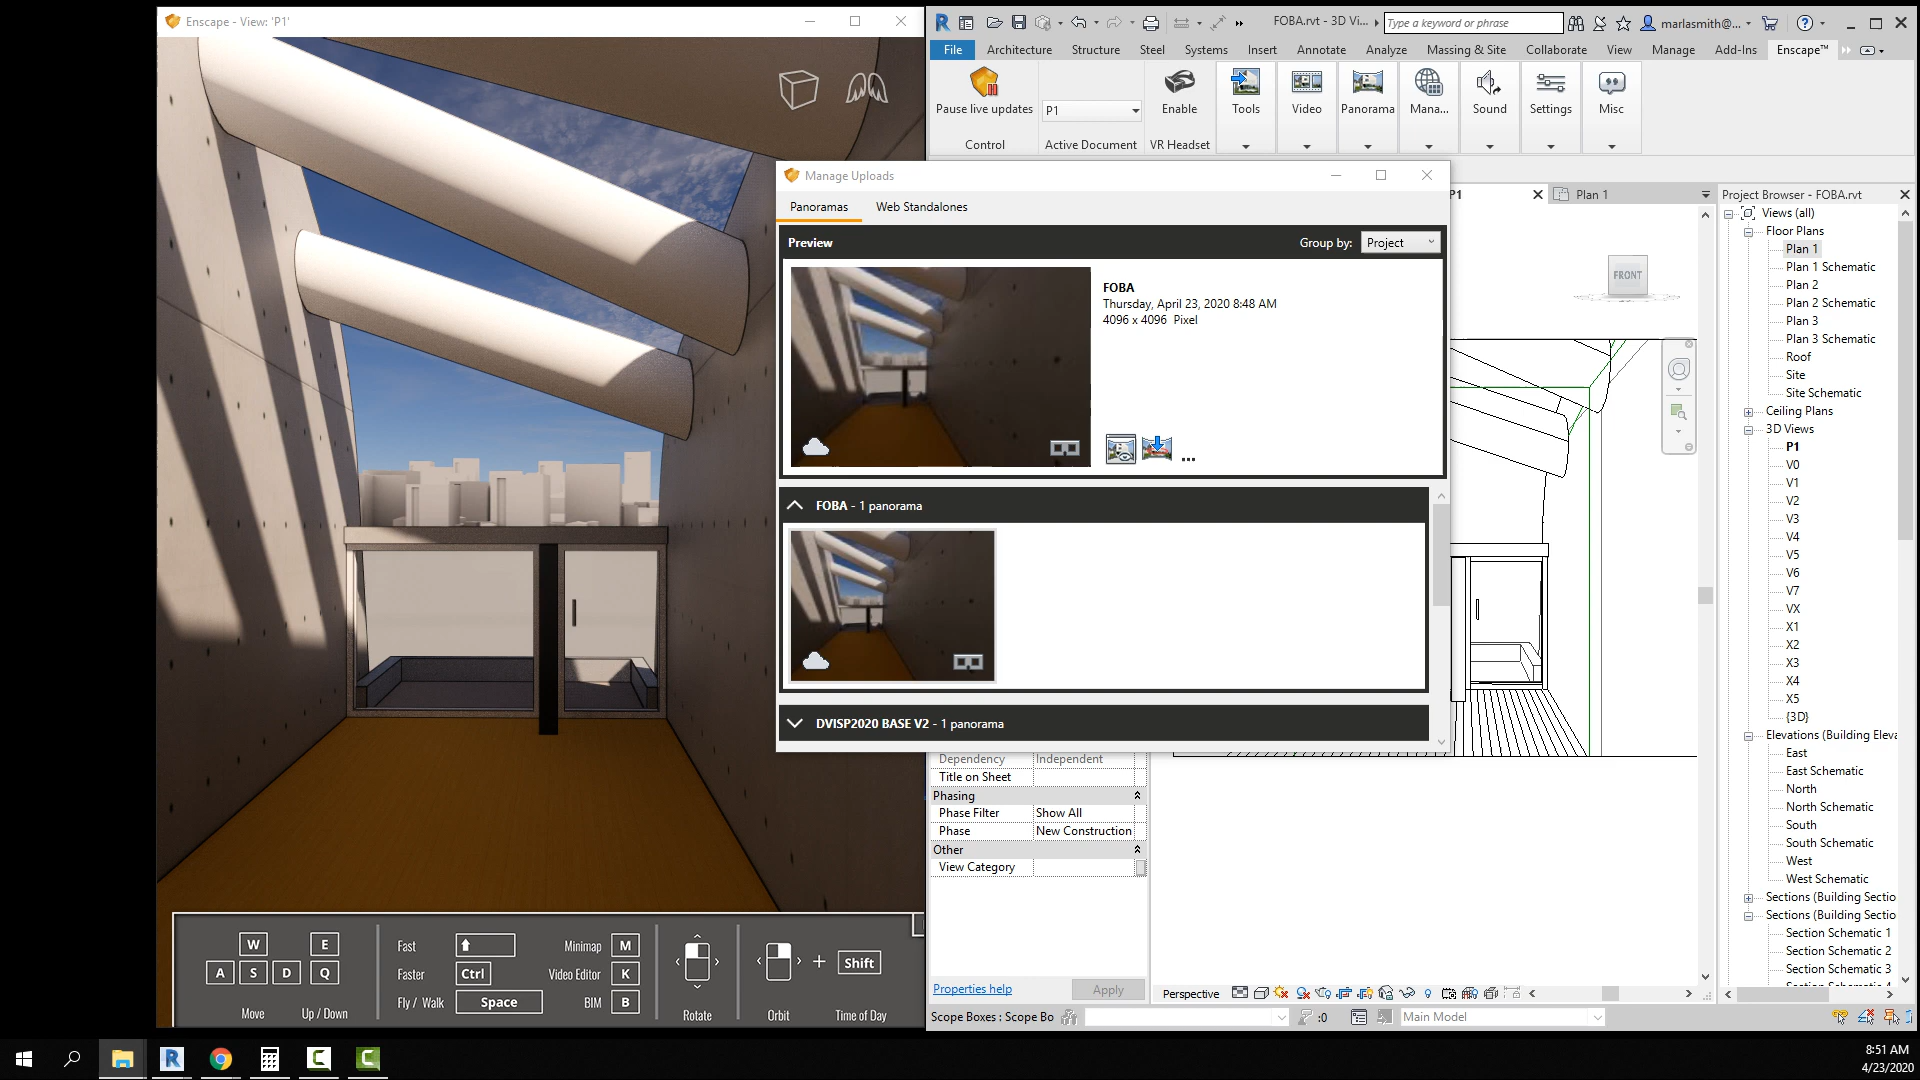 Enscape - View: 'P1'
W
E
A
S
D
Q
Move
Up / Down
Fast
Faster
Ctrl
Fly / Walk
Space
Minimap
M
Video Editor
K
BIM
B
Rotate
Orbit
+
Shift
Time of Day
FOBA.rvt - 3D Vi...
Type a keyword or phrase
marlasmith@...
File
Architecture
Structure
Steel
Systems
Insert
Annotate
Analyze
Massing & Site
Collaborate
View
Manage
Add-Ins
Enscape™
Pause live updates
P1
Enable
Tools
Video
Panorama
Mana...
Sound
Settings
Misc
Control
Active Document
VR Headset
Manage Uploads
Panoramas
Web Standalones
Preview
Group by:
Project
FOBA
Thursday, April 23, 2020 8:48 AM
4096 x 4096 Pixel
...
FOBA - 1 panorama
DVISP2020 BASE V2 - 1 panorama
P1
Plan 1
FRONT
Dependency
Independent
Title on Sheet
Phasing
Phase Filter
Show All
Phase
New Construction
Other
View Category
Properties help
Apply
Perspective
Scope Boxes : Scope Bo
:0
Main Model
Project Browser - FOBA.rvt
Views (all)
Floor Plans
Plan 1
Plan 1 Schematic
Plan 2
Plan 2 Schematic
Plan 3
Plan 3 Schematic
Roof
Site
Site Schematic
Ceiling Plans
3D Views
P1
V0
V1
V2
V3
V4
V5
V6
V7
VX
X1
X2
X3
X4
X5
{3D}
Elevations (Building Eleva
East
East Schematic
North
North Schematic
South
South Schematic
West
West Schematic
Sections (Building Sectio
Sections (Building Sectio
Section Schematic 1
Section Schematic 2
Section Schematic 3
8:51 AM
4/23/2020